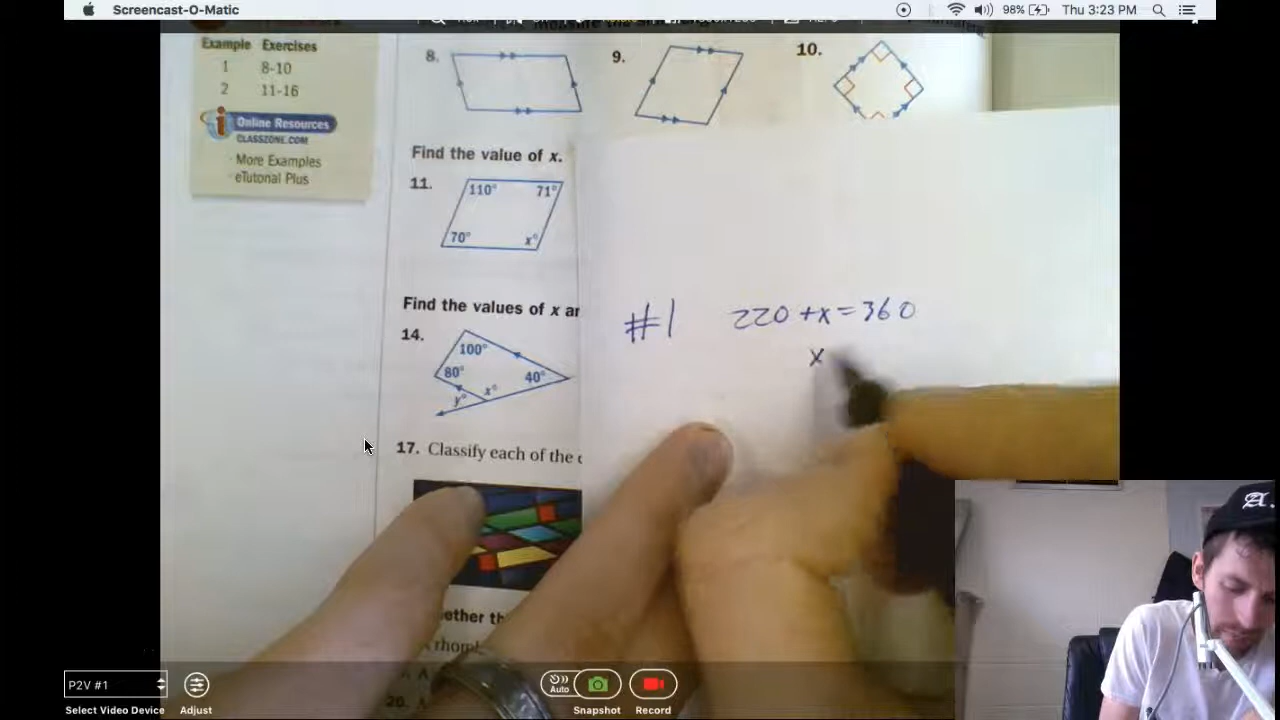 Screencast-O-Matic
98%
Thu 3:23 PM
Example Exercises
1 8-10
2 11-16
Online Resources
CLASSZONE.COM
· More Examples
· eTutorial Plus
8.
9.
10.
Find the value of x.
11.
110° 71°
70° x°
Find the values of x
14.
100°
80° 40°
x°
y°
#1 220 + x = 360
x
17. Classify each of the
P2V #1
Select Video Device
Adjust
Auto
Snapshot
Record